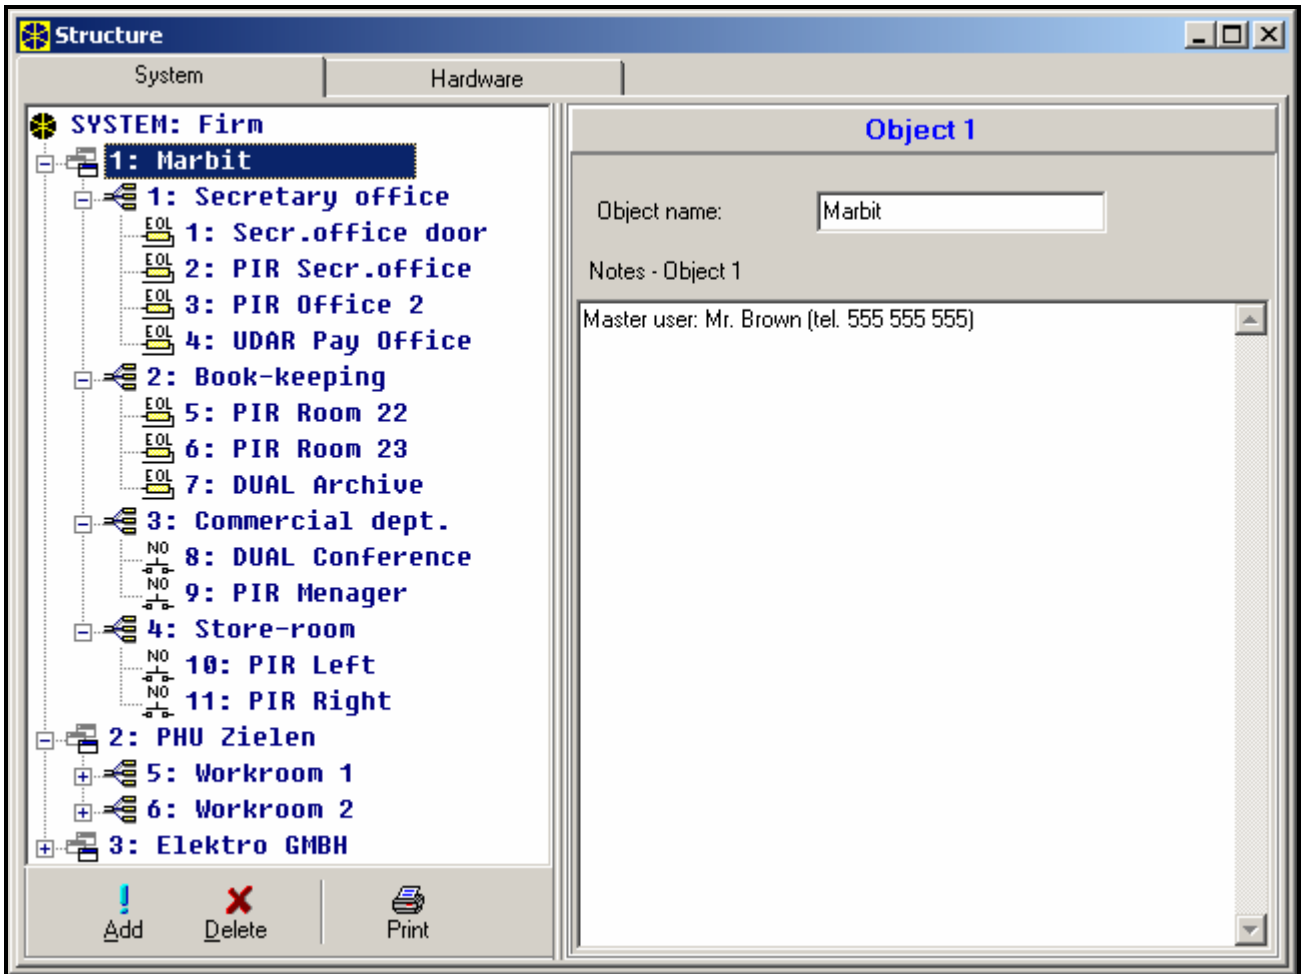 Structure
System
Hardware
SYSTEM: Firm
1: Marbit
1: Secretary office
EOL 1: Secr.office door
EOL 2: PIR Secr.office
EOL 3: PIR Office 2
EOL 4: UDAR Pay Office
2: Book-keeping
EOL 5: PIR Room 22
EOL 6: PIR Room 23
EOL 7: DUAL Archive
3: Commercial dept.
NO 8: DUAL Conference
NO 9: PIR Menager
4: Store-room
NO 10: PIR Left
NO 11: PIR Right
2: PHU Zielen
5: Workroom 1
6: Workroom 2
3: Elektro GMBH
Add
Delete
Print
Object 1
Object name: Marbit
Notes - Object 1
Master user: Mr. Brown (tel. 555 555 555)